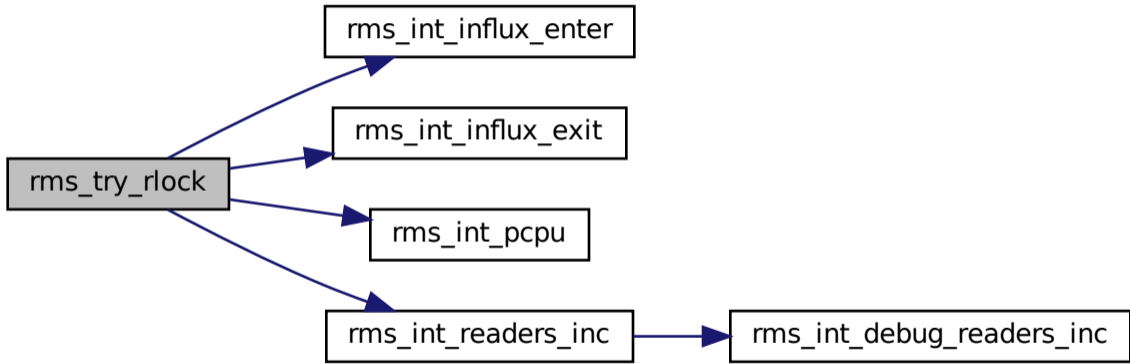 rms_int_influx_enter
rms_int_influx_exit
rms_try_rlock
rms_int_pcpu
rms_int_readers_inc
rms_int_debug_readers_inc